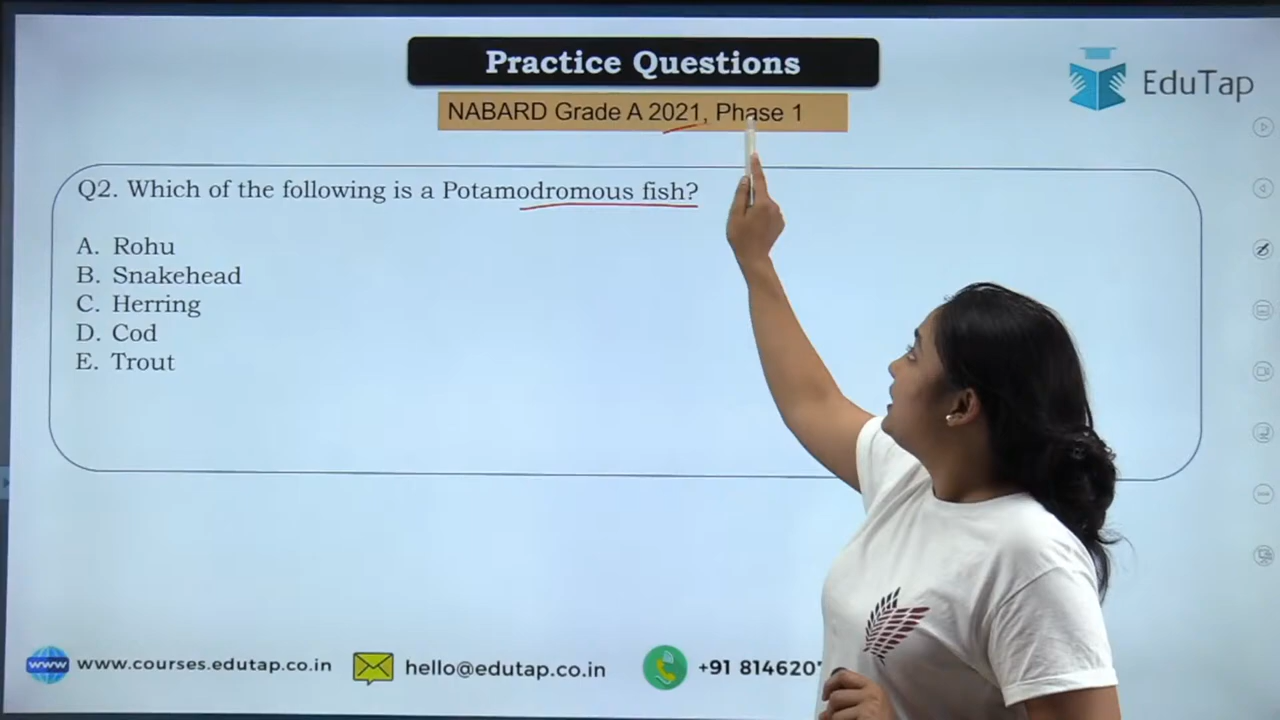 Practice Questions
EduTap
NABARD Grade A 2021, Phase 1
Q2. Which of the following is a Potamodromous fish?
A. Rohu
B. Snakehead
C. Herring
D. Cod
E. Trout
www.courses.edutap.co.in
hello@edutap.co.in
+91 814620